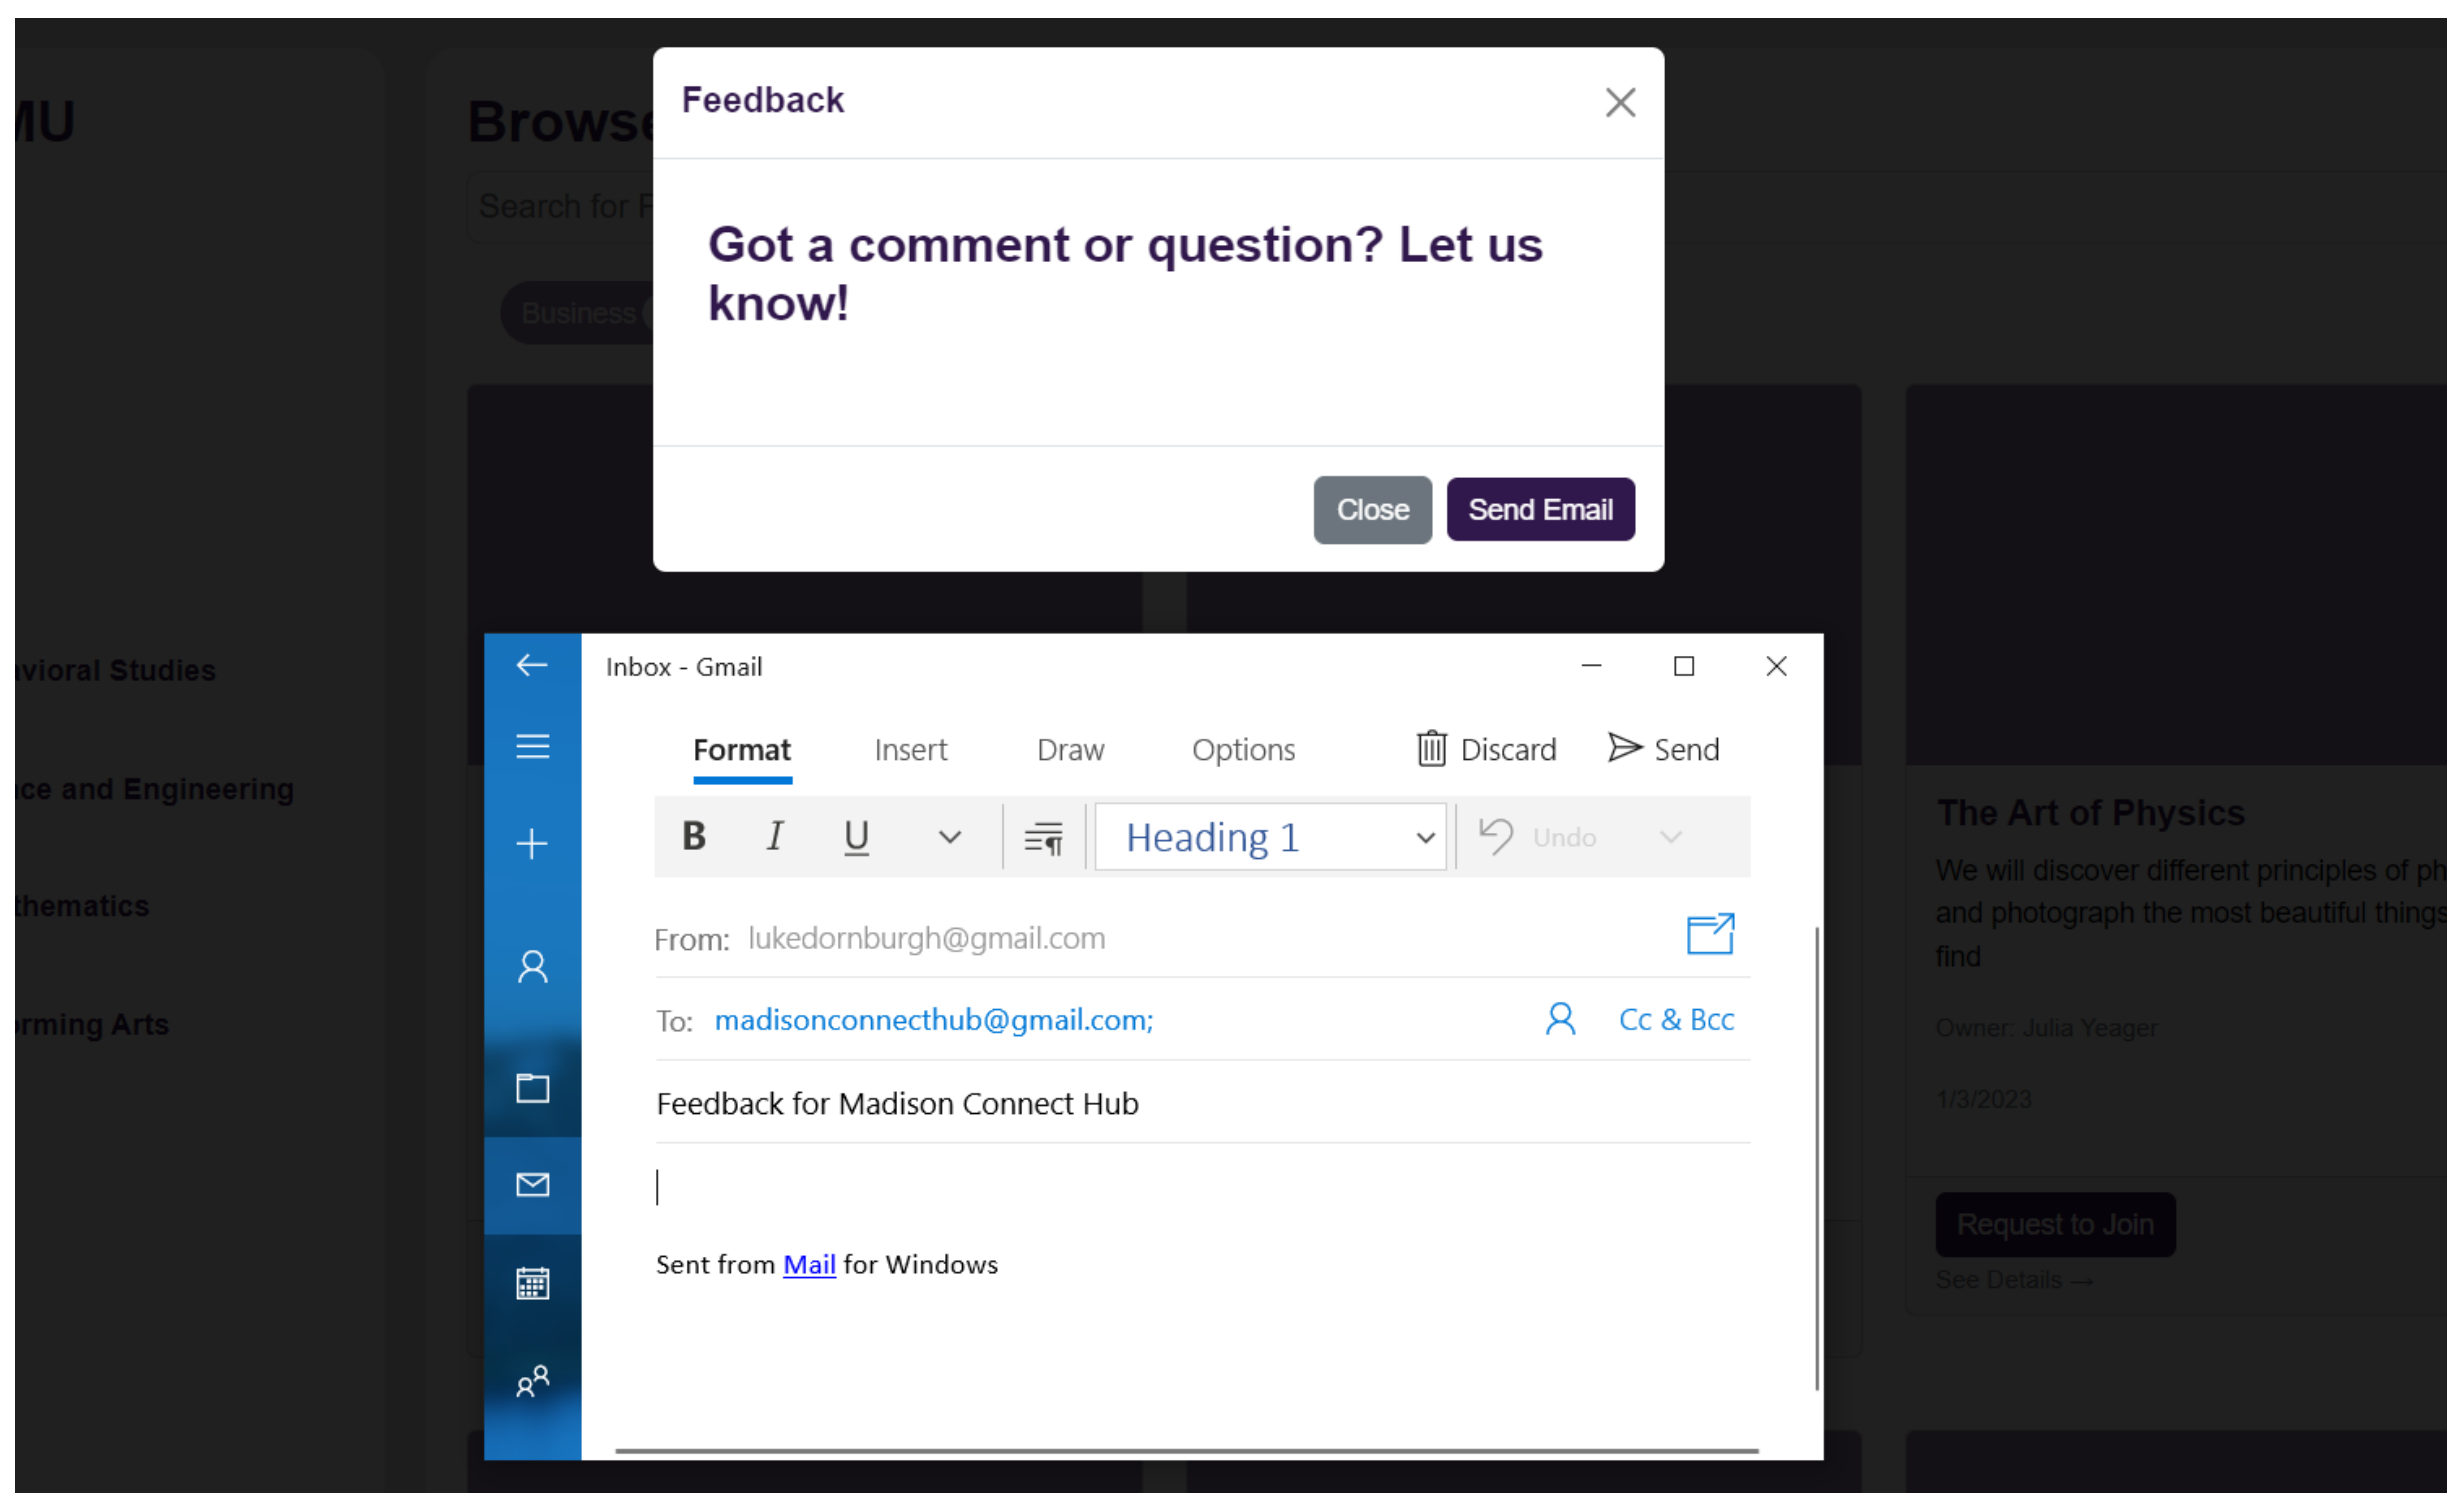 MU
Browse
Search for F
Business
Feedback
Got a comment or question? Let us
know!
Close
Send Email
vioral Studies
ce and Engineering
thematics
orming Arts
Inbox - Gmail
Format Insert Draw Options Discard Send
B I U Heading 1 Undo
From: lukedornburgh@gmail.com
To: madisonconnecthub@gmail.com; Cc & Bcc
Feedback for Madison Connect Hub
Sent from Mail for Windows
The Art of Physics
We will discover different principles of ph
and photograph the most beautiful things
find
Owner: Julia Yeager
1/3/2023
Request to Join
See Details →